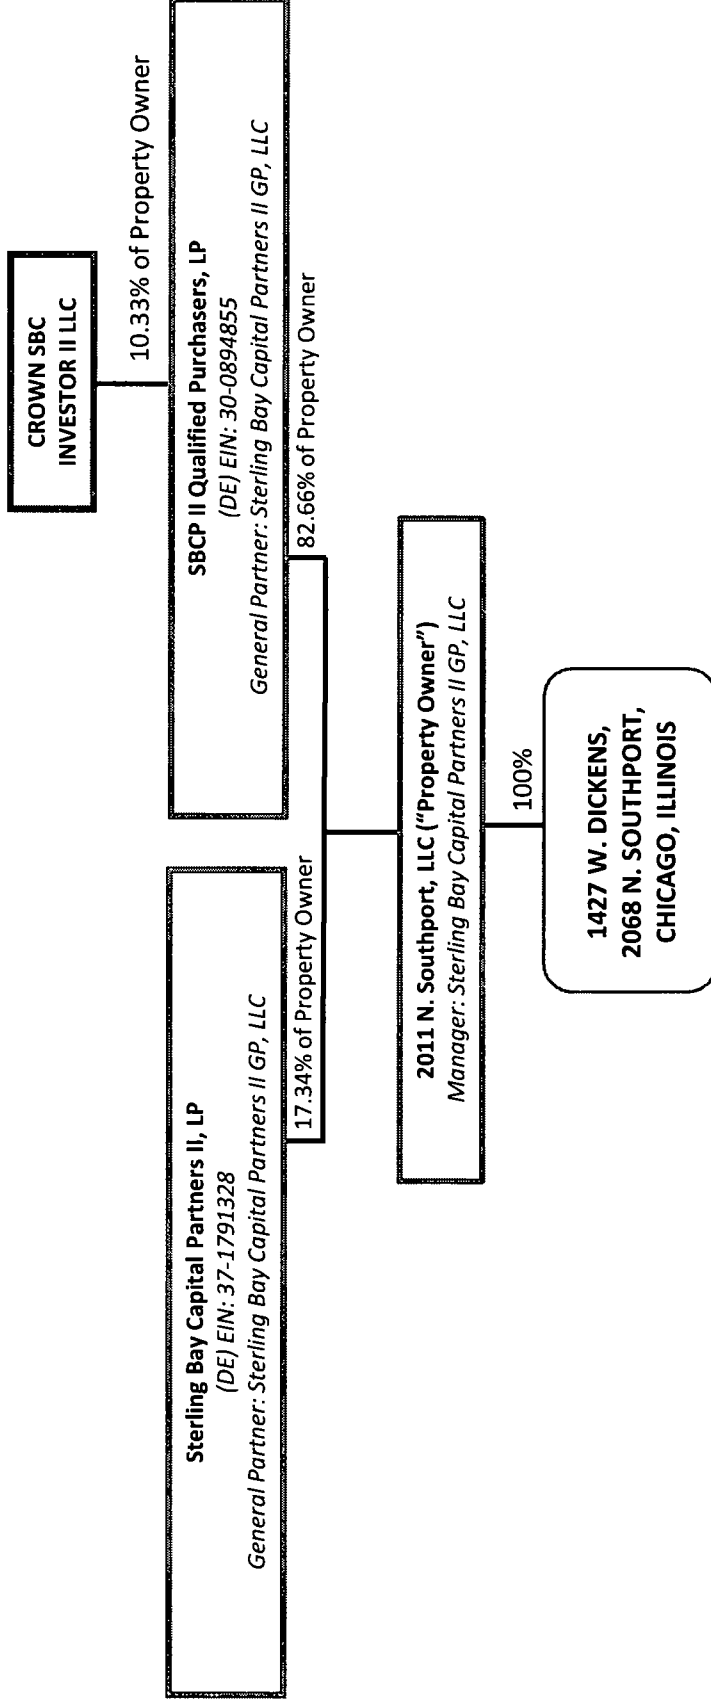 CROWN SBC
INVESTOR II LLC
10.33% of Property Owner
Sterling Bay Capital Partners II, LP
(DE) EIN: 37-1791328
General Partner: Sterling Bay Capital Partners II GP, LLC
SBCP II Qualified Purchasers, LP
(DE) EIN: 30-0894855
General Partner: Sterling Bay Capital Partners II GP, LLC
17.34% of Property Owner
82.66% of Property Owner
2011 N. Southport, LLC (“Property Owner”)
Manager: Sterling Bay Capital Partners II GP, LLC
100%
1427 W. DICKENS,
2068 N. SOUTHPORT,
CHICAGO, ILLINOIS